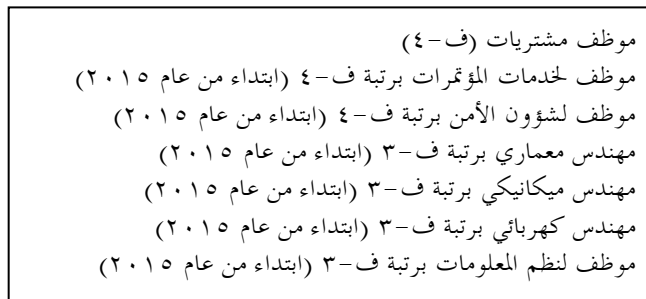 موظف مشتريات (ف-٤)
موظف لخدمات المؤتمرات برتبة ف-٤ (ابتداء من عام ٢٠١٥)
موظف لشؤون الأمن برتبة ف-٤ (ابتداء من عام ٢٠١٥)
مهندس معماري برتبة ف-٣ (ابتداء من عام ٢٠١٥)
مهندس ميكانيكي برتبة ف-٣ (ابتداء من عام ٢٠١٥)
مهندس كهربائي برتبة ف-٣ (ابتداء من عام ٢٠١٥)
موظف لنظم المعلومات برتبة ف-٣ (ابتداء من عام ٢٠١٥)